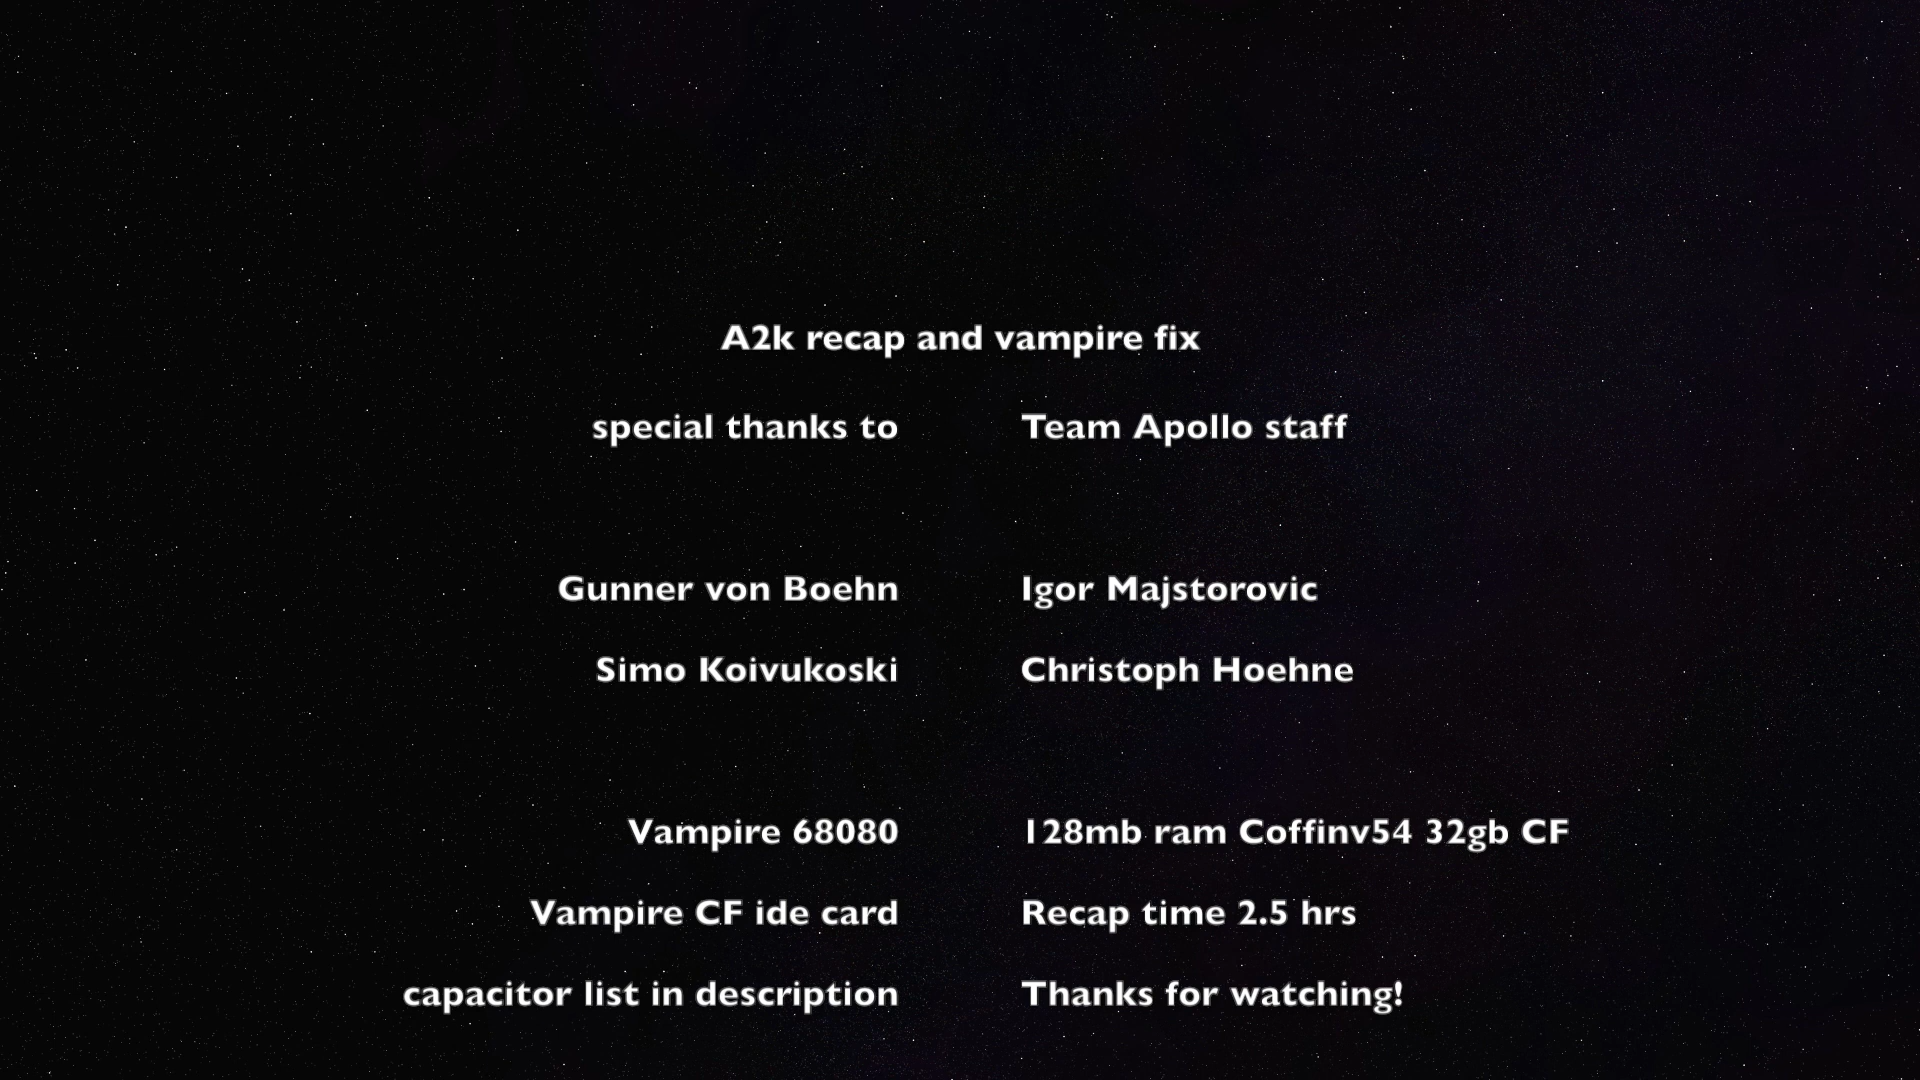 A2k recap and vampire fix
special thanks to Team Apollo staff
Gunner von Boehn Igor Majstorovic
Simo Koivukoski Christoph Hoehne
Vampire 68080 128mb ram Coffinv54 32gb CF
Vampire CF ide card Recap time 2.5 hrs
capacitor list in description Thanks for watching!